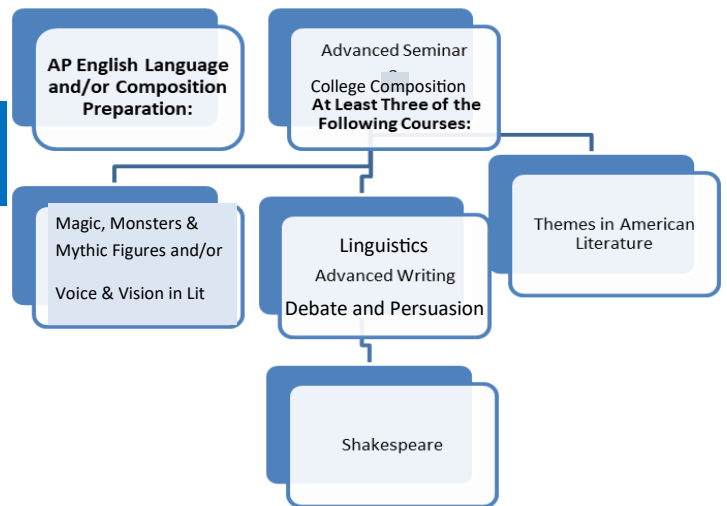 AP English Language
and/or Composition
Preparation:
Advanced Seminar
College Composition
At Least Three of the
Following Courses:
Magic, Monsters &
Mythic Figures and/or
Voice & Vision in Lit
Linguistics
Advanced Writing
Debate and Persuasion
Themes in American
Literature
Shakespeare